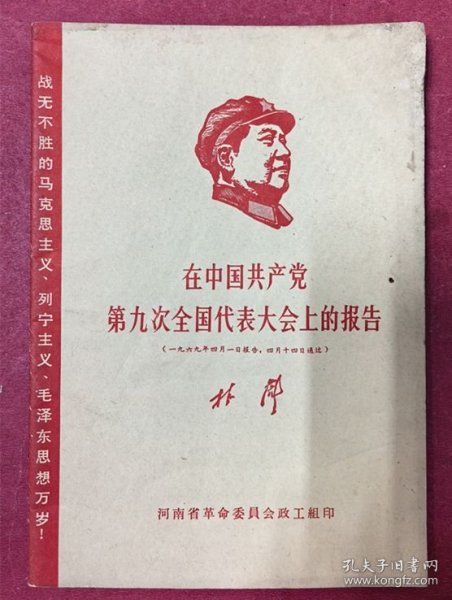 战无不胜的马克思主义、列宁主义、毛泽东思想万岁！
在中国共产党
第九次全国代表大会上的报告
（一九六九年四月一日报告，四月十四日通过）
林彪
河南省革命委員会政工組印
孔夫子旧书网
www.kongfz.com